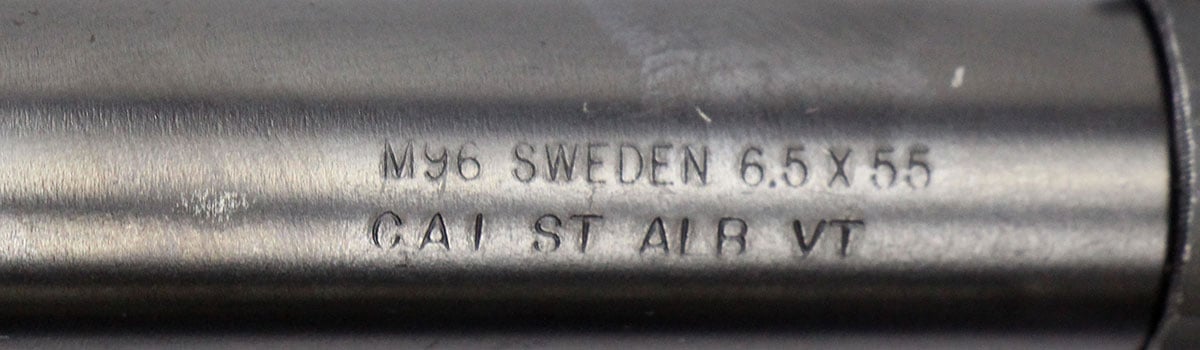 M96 SWEDEN 6.5 X 55
CAI ST ALB VT